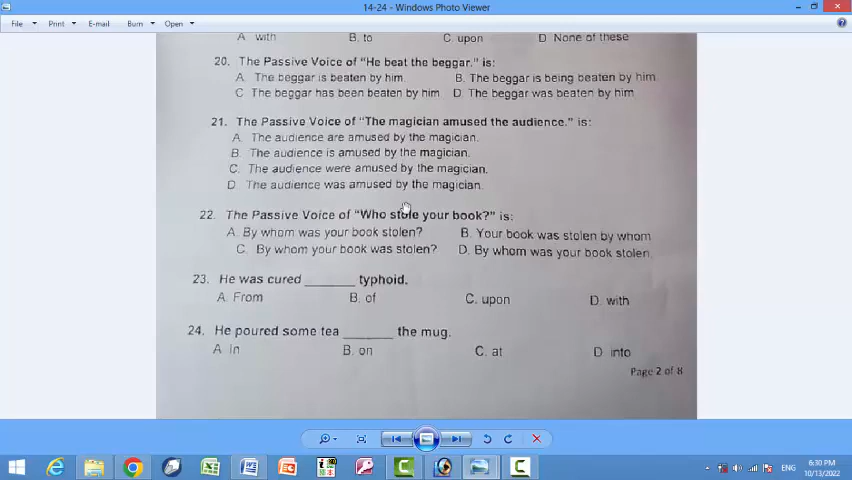 14-24 - Windows Photo Viewer
File Print E-mail Burn Open
A with B. to C. upon D None of these
20. The Passive Voice of "He beat the beggar." is:
A. The beggar is beaten by him. B. The beggar is being beaten by him.
C The beggar has been beaten by him D. The beggar was beaten by him
21. The Passive Voice of "The magician amused the audience." is:
A. The audience are amused by the magician.
B. The audience is amused by the magician.
C. The audience were amused by the magician.
D. The audience was amused by the magician.
22. The Passive Voice of "Who stole your book?" is:
A. By whom was your book stolen? B. Your book was stolen by whom
C. By whom your book was stolen? D. By whom was your book stolen.
23. He was cured ______ typhoid.
A. From B. of C. upon D. with
24. He poured some tea ______ the mug.
A In B. on C. at D into
Page 2 of 8
ENG 6:30 PM
10/13/2022